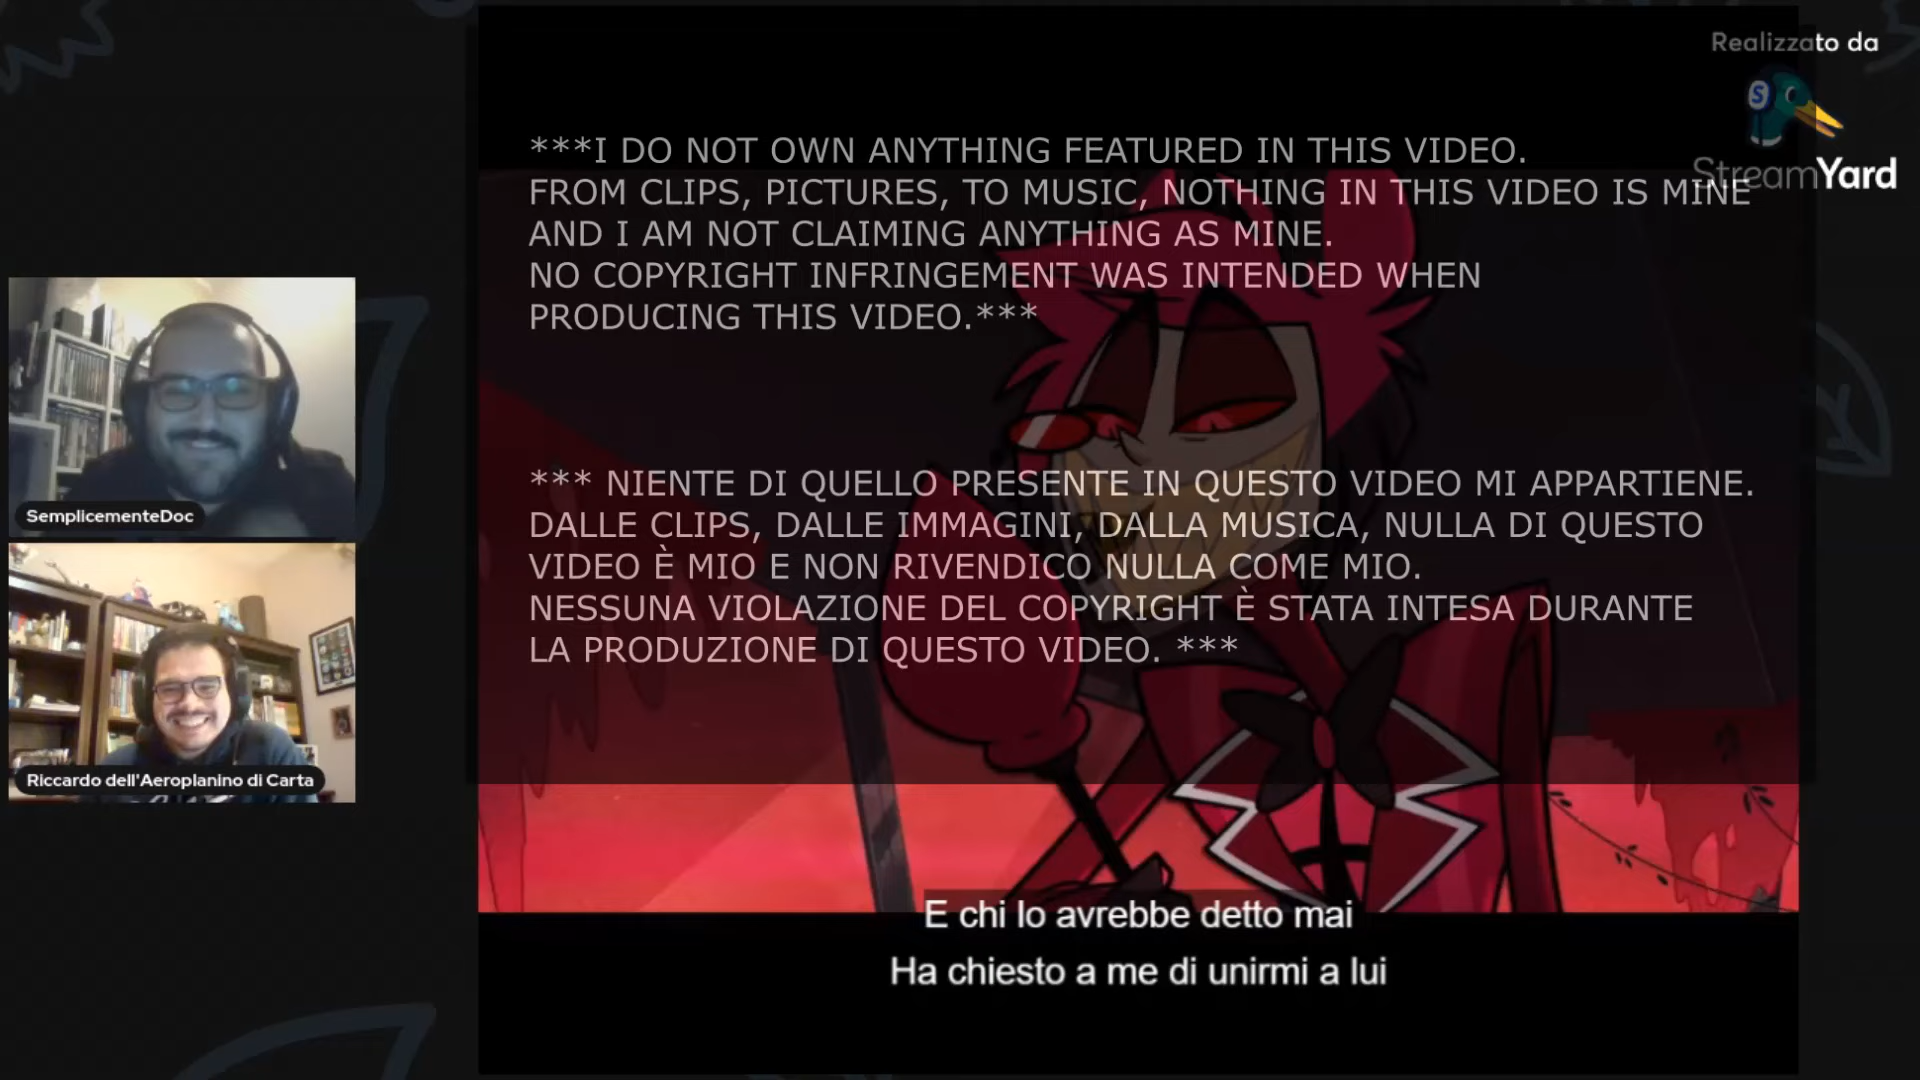 Realizzato da
StreamYard
***I DO NOT OWN ANYTHING FEATURED IN THIS VIDEO.
FROM CLIPS, PICTURES, TO MUSIC, NOTHING IN THIS VIDEO IS MINE
AND I AM NOT CLAIMING ANYTHING AS MINE.
NO COPYRIGHT INFRINGEMENT WAS INTENDED WHEN
PRODUCING THIS VIDEO.***
*** NIENTE DI QUELLO PRESENTE IN QUESTO VIDEO MI APPARTIENE.
DALLE CLIPS, DALLE IMMAGINI, DALLA MUSICA, NULLA DI QUESTO
VIDEO È MIO E NON RIVENDICO NULLA COME MIO.
NESSUNA VIOLAZIONE DEL COPYRIGHT È STATA INTESA DURANTE
LA PRODUZIONE DI QUESTO VIDEO. ***
SemplicementeDoc
Riccardo dell'Aeroplanino di Carta
E chi lo avrebbe detto mai
Ha chiesto a me di unirmi a lui